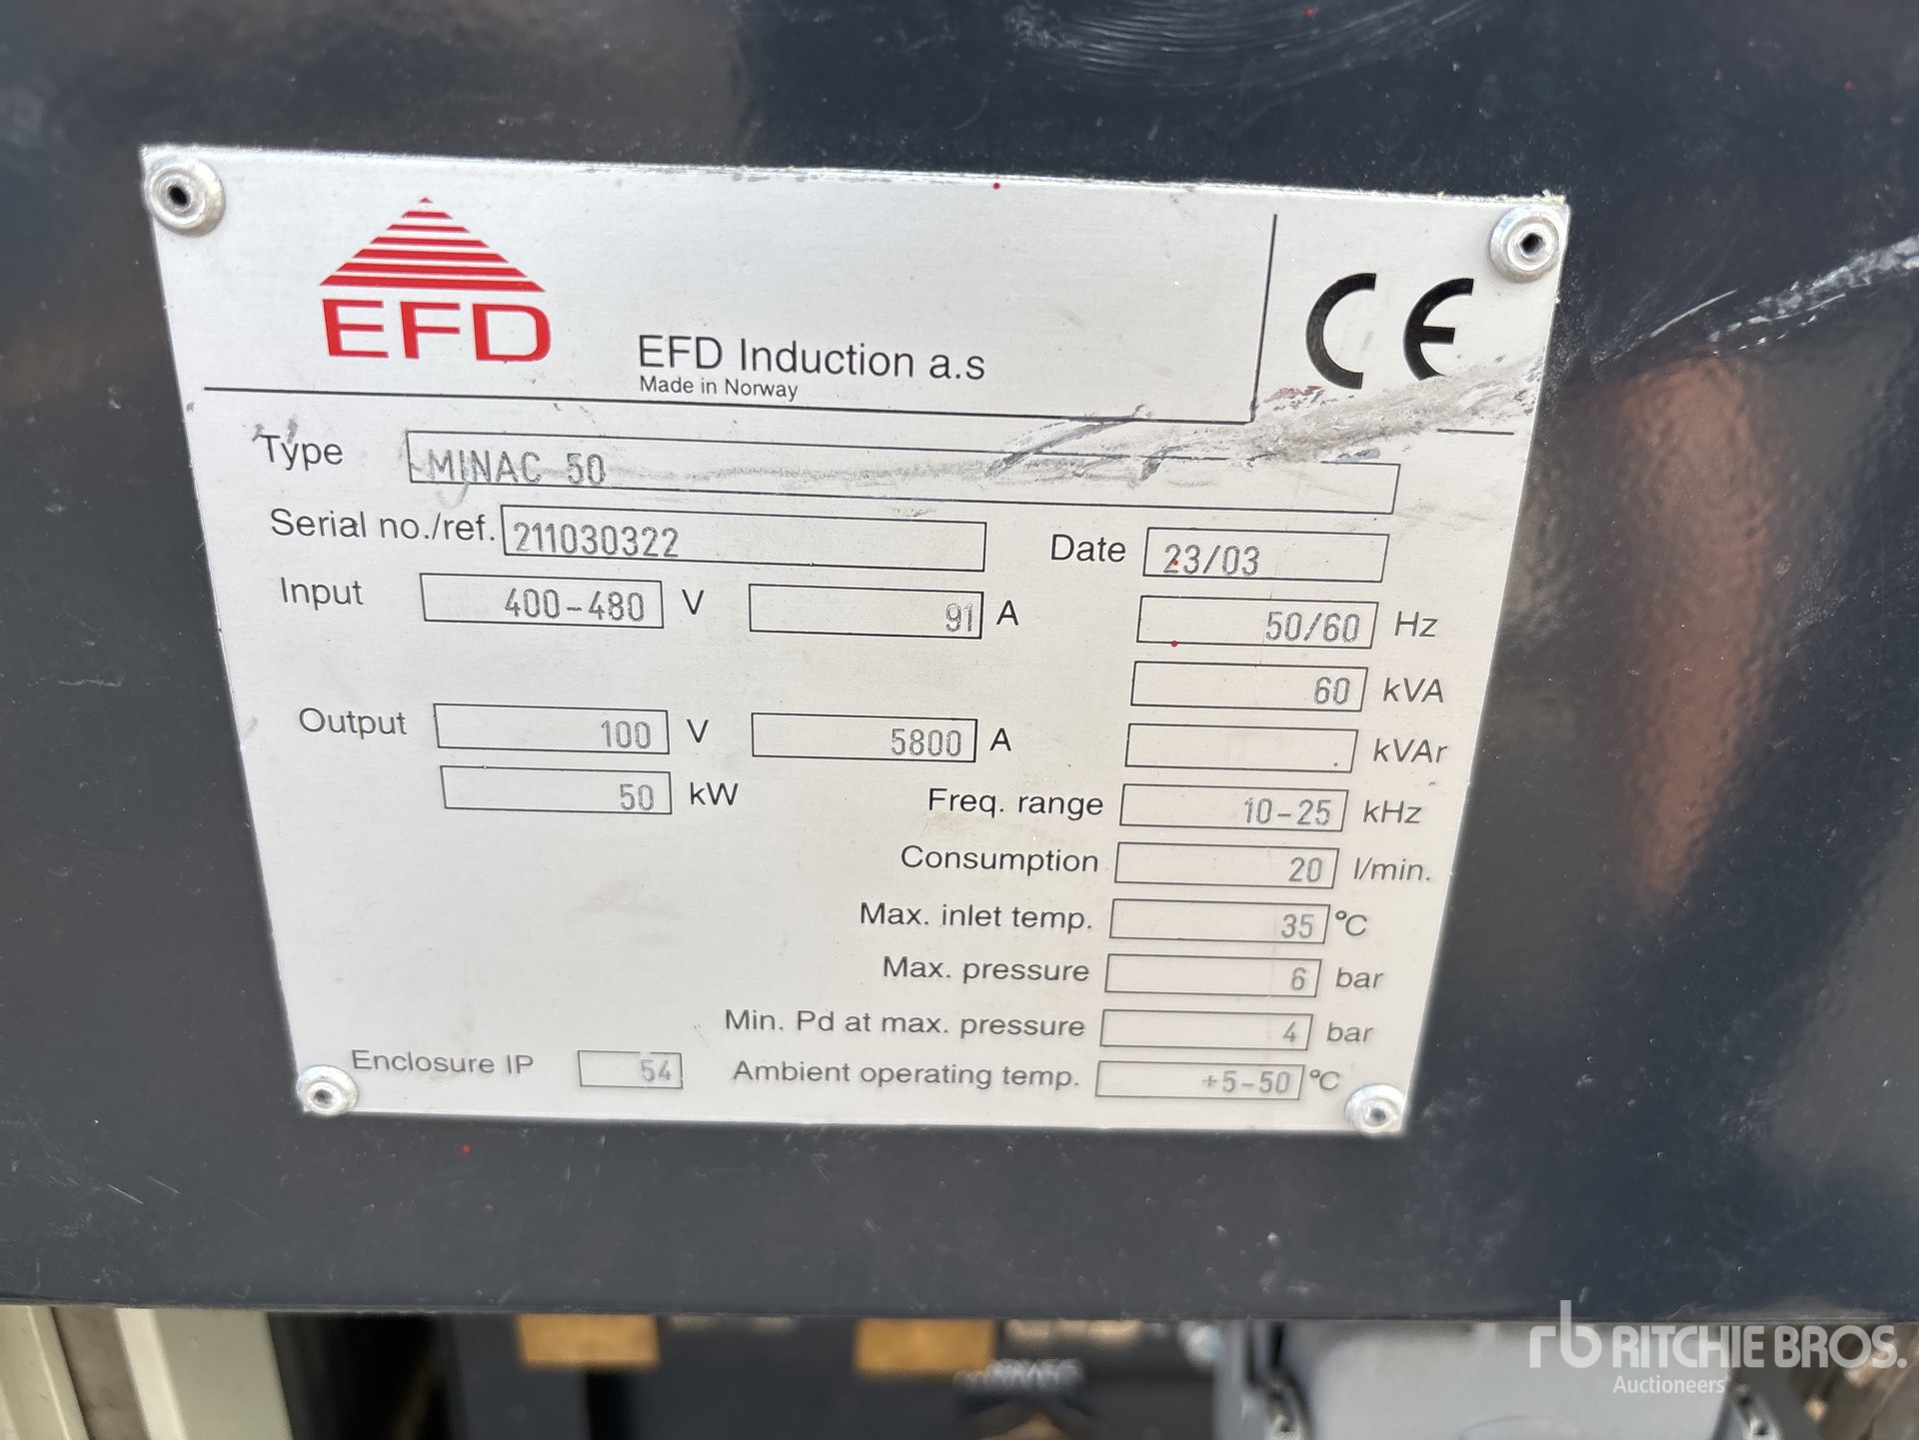 EFD
EFD Induction a.s
Made in Norway
CE
Type MINAC 50
Serial no./ref. 211030322 Date 23/03
Input 400-480 V 91 A 50/60 Hz
60 kVA
Output 100 V 5800 A . kVAr
50 kW Freq. range 10-25 kHz
Consumption 20 l/min.
Max. inlet temp. 35 °C
Max. pressure 6 bar
Min. Pd at max. pressure 4 bar
Enclosure IP 54 Ambient operating temp. +5-50 °C
rb RITCHIE BROS.
Auctioneers